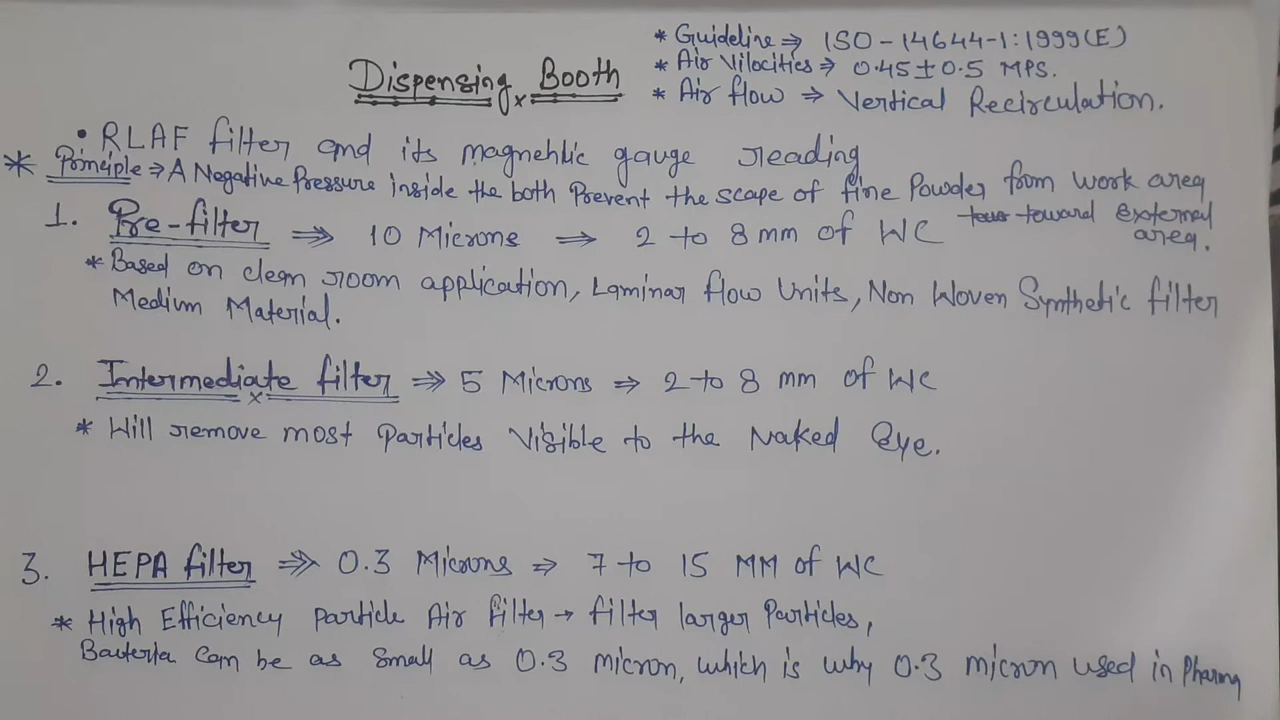 * Guideline ⇒ ISO-14644-1:1999(E)
* Air Vilocities ⇒ 0.45±0.5 MPS.
* Air flow ⇒ Vertical Recirculation.
Dispensing Booth
• RLAF filter and its magnehlic gauge reading
* Principle ⇒ A Negative Pressure inside the both Prevent the scape of fine Powder from work area
toward external
area.
1. Pre-filter ⇒ 10 Microns ⇒ 2 to 8 mm of WC
* Based on clean room application, Laminar flow Units, Non Woven Synthetic filter
Medium Material.
2. Intermediate filter ⇒ 5 Microns ⇒ 2 to 8 mm of WC
* Will remove most Particles Visible to the Naked Eye.
3. HEPA filter ⇒ 0.3 Microns ⇒ 7 to 15 MM of WC
* High Efficiency Particle Air Filter → filter larger Particles,
Bacteria Can be as Small as 0.3 micron, which is why 0.3 micron used in Pharma